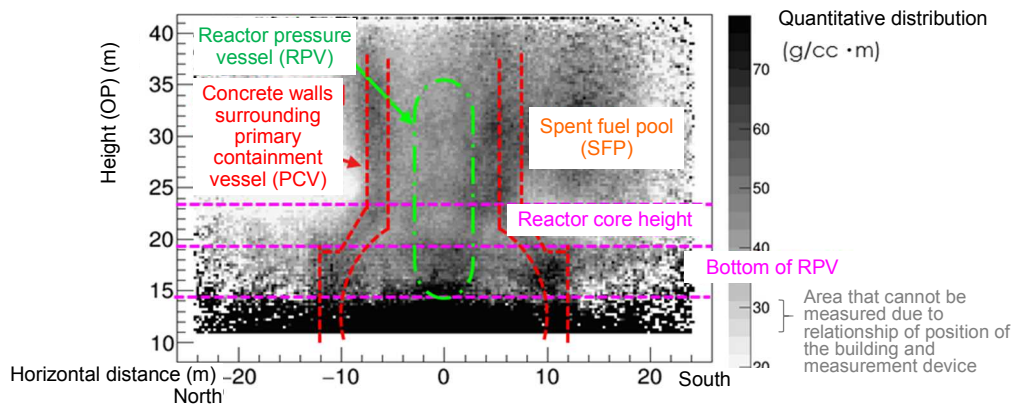 Quantitative distribution
(g/cc・m)
Height (OP) (m)
40
35
30
25
20
15
10
Reactor pressure
vessel (RPV)
Concrete walls
surrounding
primary
containment
vessel (PCV)
Spent fuel pool
(SFP)
Reactor core height
Bottom of RPV
70
60
50
40
30
20
Area that cannot be
measured due to
relationship of position of
the building and
measurement device
Horizontal distance (m)
−20
−10
0
10
20
North
South